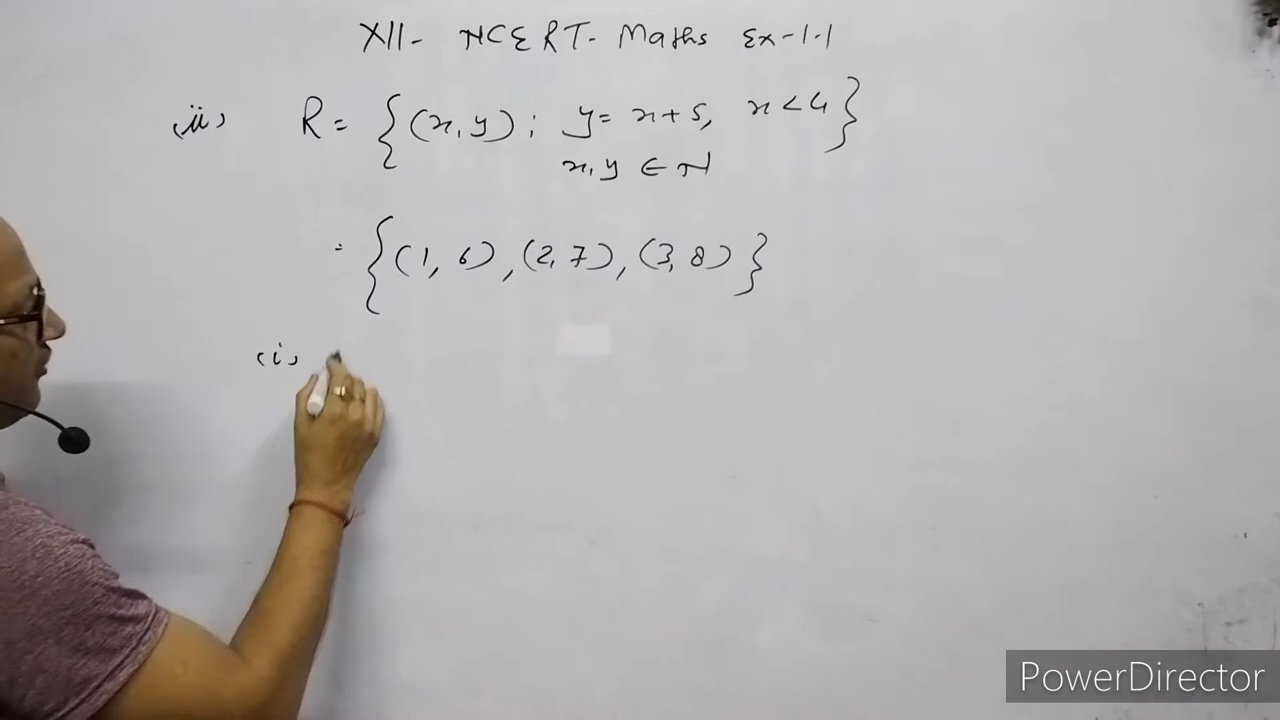 XII- NCERT- Maths Ex-1.1
(ii) R = {(x, y) ; y = x + 5, x < 4}
x, y ∈ N
= {(1, 6), (2, 7), (3, 8)}
(i)
PowerDirector